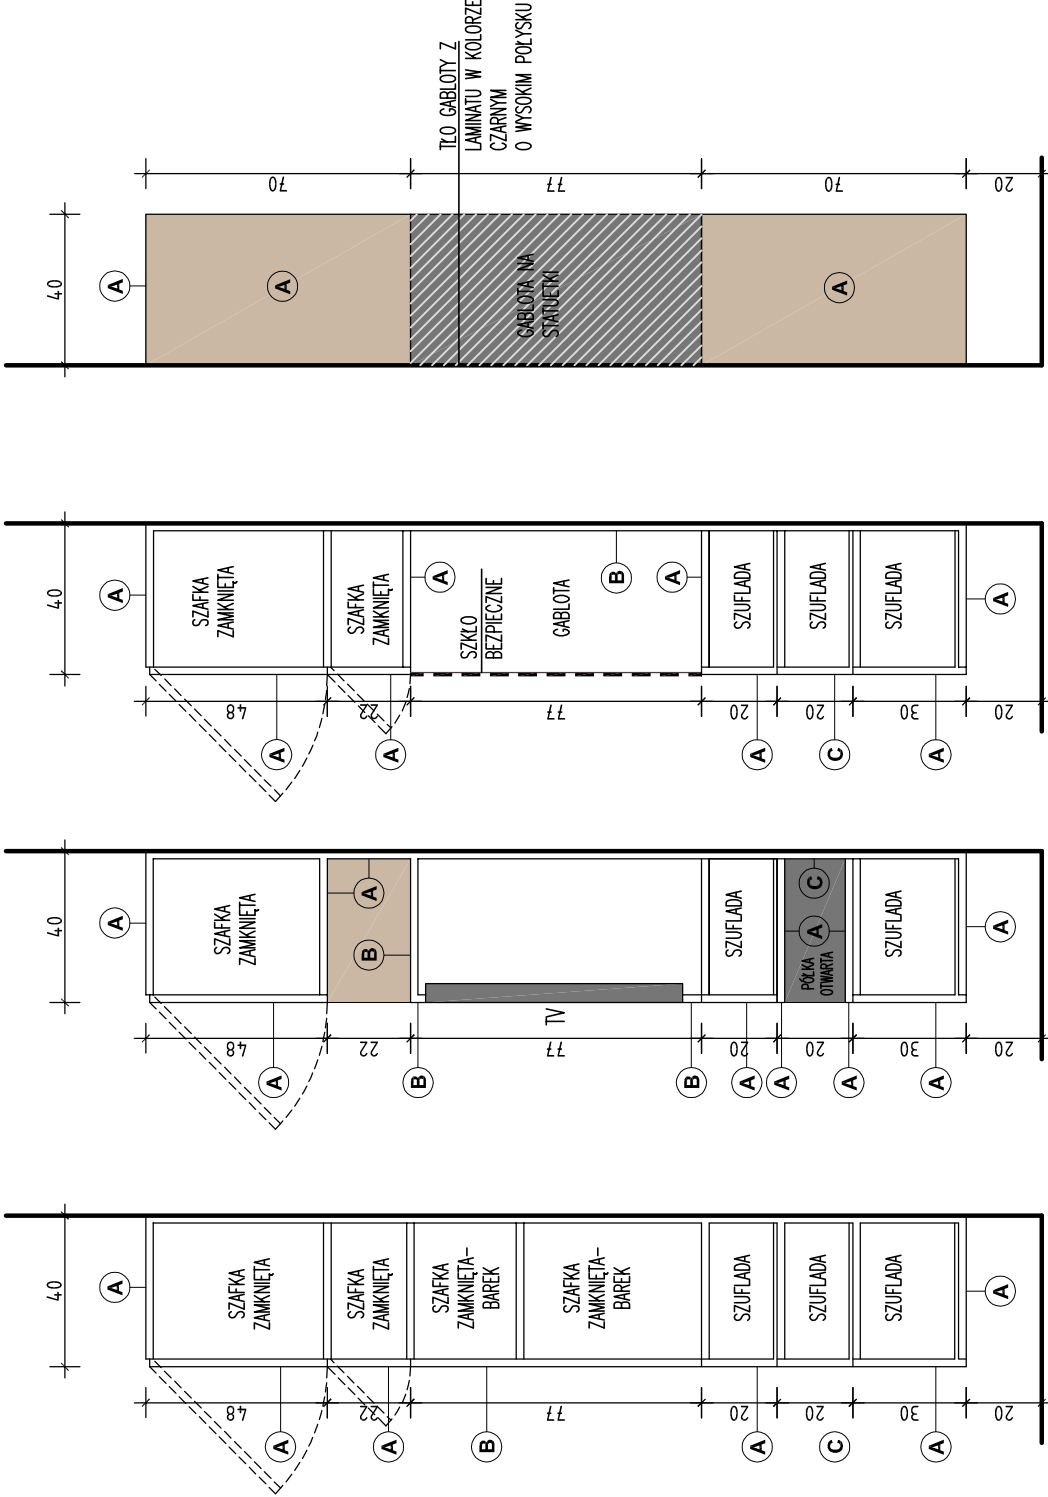 40
A
A
GABLOTA NA
STATUETKI
A
TŁO GABLOTY Z
LAMINATU W KOLORZE
CZARNYM
O WYSOKIM POŁYSKU
70
77
70
20
40
A
SZAFKA
ZAMKNIĘTA
SZAFKA
ZAMKNIĘTA
A
SZKŁO
BEZPIECZNE
GABLOTA
B
A
SZUFLADA
SZUFLADA
SZUFLADA
A
48
22
77
20
20
30
20
A
A
A
C
A
40
A
SZAFKA
ZAMKNIĘTA
A
B
TV
SZUFLADA
C
A
PÓŁKA
OTWARTA
SZUFLADA
A
48
22
77
20
20
30
20
A
B
B
A
A
A
A
40
A
SZAFKA
ZAMKNIĘTA
SZAFKA
ZAMKNIĘTA
SZAFKA
ZAMKNIĘTA-
BAREK
SZAFKA
ZAMKNIĘTA-
BAREK
SZUFLADA
SZUFLADA
SZUFLADA
A
48
22
77
20
20
30
20
A
A
B
A
C
A